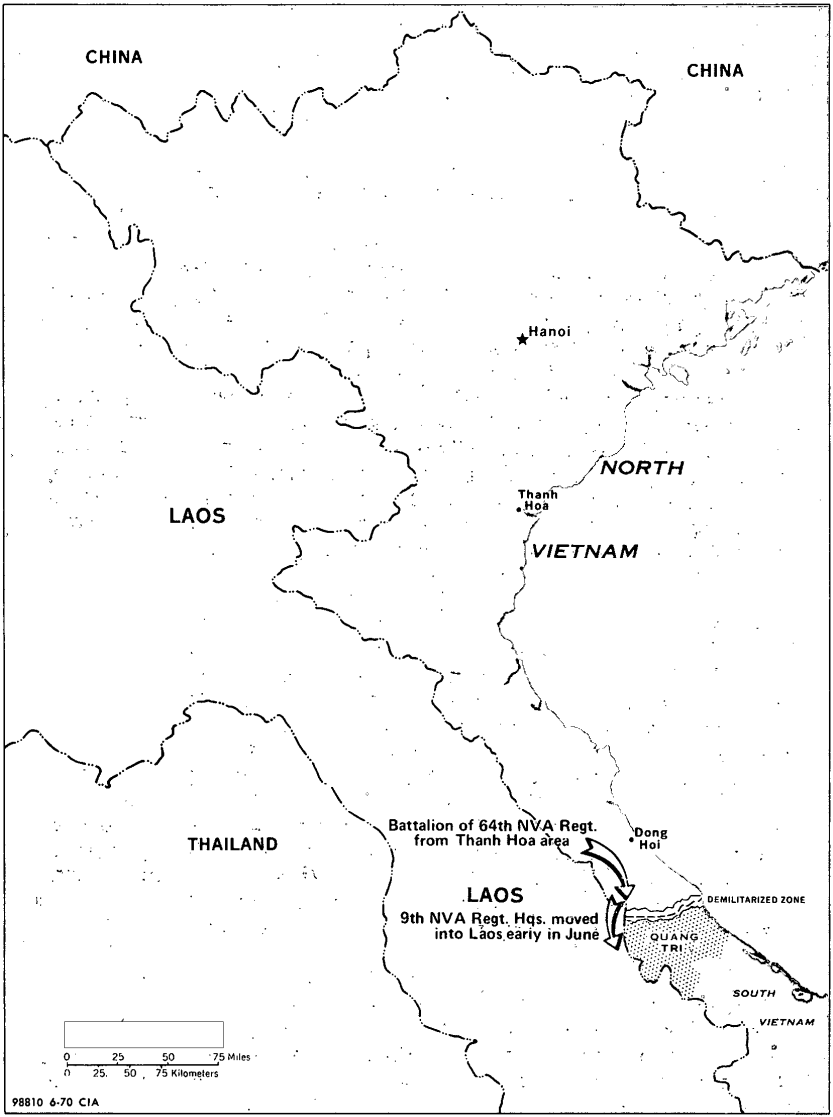 CHINA
CHINA
Hanoi
NORTH
Thanh
Hoa
LAOS
VIETNAM
Battalion of 64th NVA Regt.
from Thanh Hoa area
Dong
Hoi
THAILAND
LAOS
DEMILITARIZED ZONE
9th NVA Regt. Hqs. moved
into Laos early in June
QUANG
TRI
SOUTH
VIETNAM
0 25 50 75 Miles
0 25 50 75 Kilometers
98810 6-70 CIA